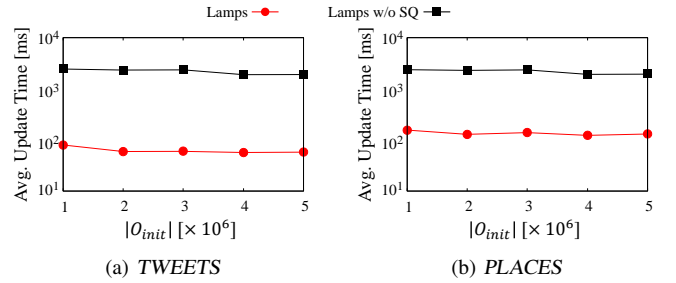 Lamps Lamps w/o SQ
Avg. Update Time [ms]
10^4
10^3
10^2
10^1
1 2 3 4 5
|O_init| [× 10^6]
(a) TWEETS
Avg. Update Time [ms]
10^4
10^3
10^2
10^1
1 2 3 4 5
|O_init| [× 10^6]
(b) PLACES